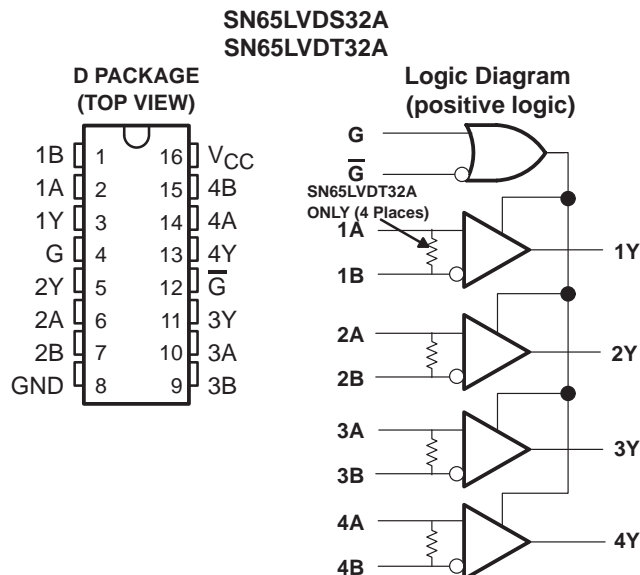 SN65LVDS32A
SN65LVDT32A
D PACKAGE
(TOP VIEW)
1B 1 16 VCC
1A 2 15 4B
1Y 3 14 4A
G 4 13 4Y
2Y 5 12 G̅
2A 6 11 3Y
2B 7 10 3A
GND 8 9 3B
Logic Diagram
(positive logic)
G
G̅
SN65LVDT32A
ONLY (4 Places)
1A
1B
1Y
2A
2B
2Y
3A
3B
3Y
4A
4B
4Y